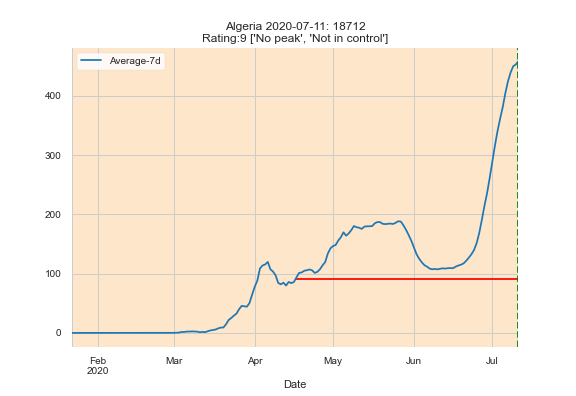 Algeria 2020-07-11: 18712
Rating:9 ['No peak', 'Not in control']
Average-7d
400
300
200
100
0
Feb Mar Apr May Jun Jul
2020
Date